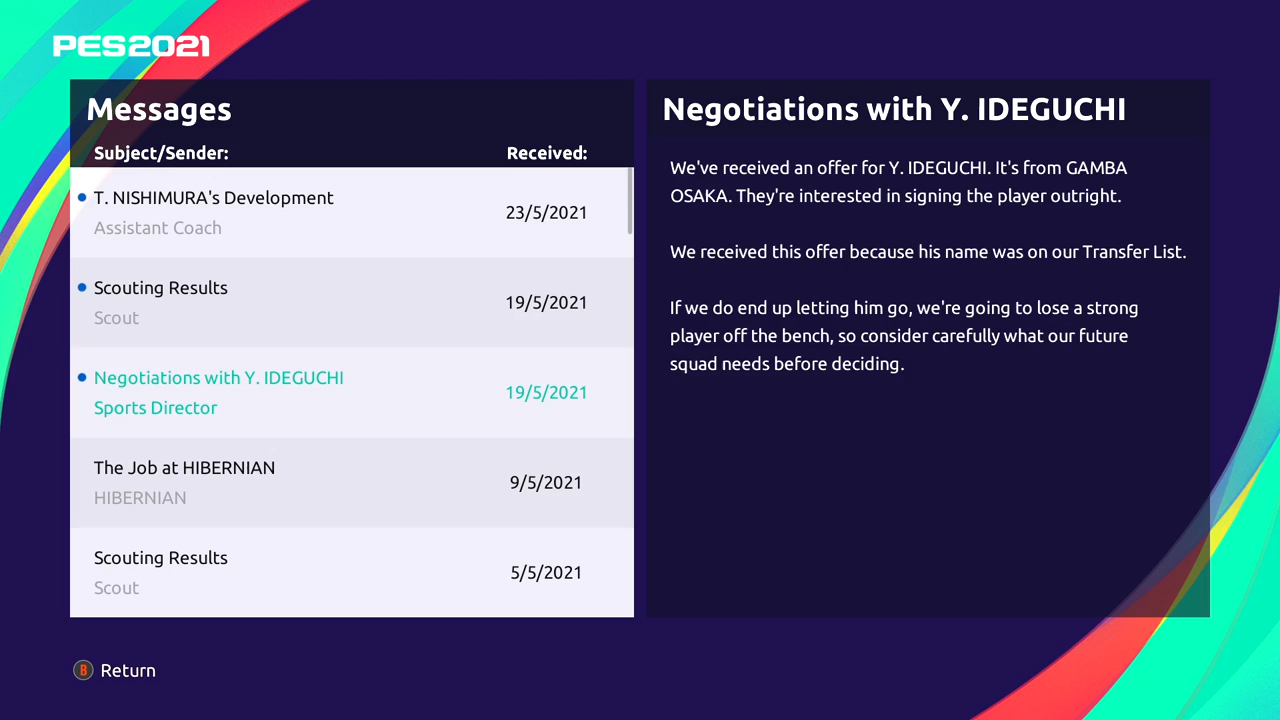 PES2021
Messages
Subject/Sender:
Received:
T. NISHIMURA's Development
Assistant Coach
23/5/2021
Scouting Results
Scout
19/5/2021
Negotiations with Y. IDEGUCHI
Sports Director
19/5/2021
The Job at HIBERNIAN
HIBERNIAN
9/5/2021
Scouting Results
Scout
5/5/2021
Negotiations with Y. IDEGUCHI
We've received an offer for Y. IDEGUCHI. It's from GAMBA
OSAKA. They're interested in signing the player outright.
We received this offer because his name was on our Transfer List.
If we do end up letting him go, we're going to lose a strong
player off the bench, so consider carefully what our future
squad needs before deciding.
B Return